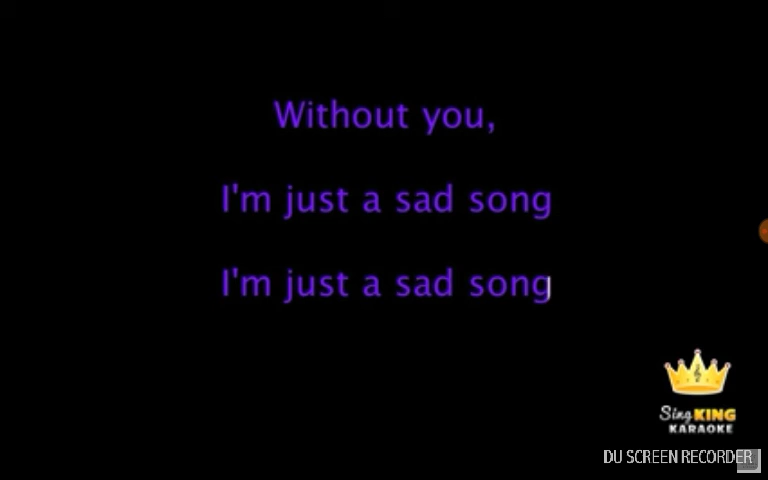 Without you,
I'm just a sad song
I'm just a sad song
Sing KING
KARAOKE
DU SCREEN RECORDER